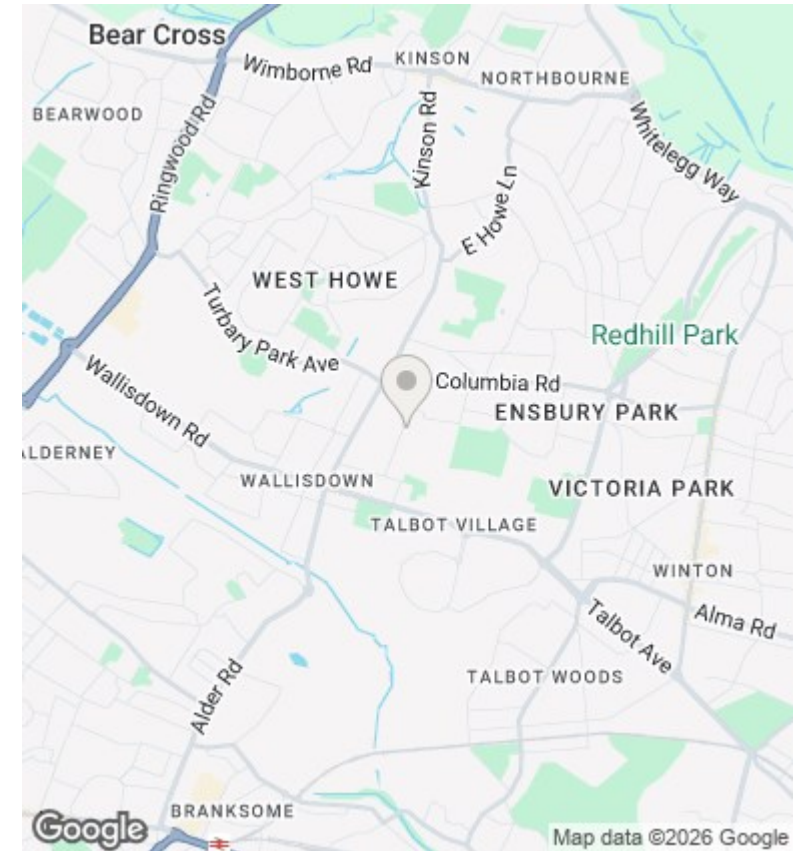 Bear Cross
KINSON
Wimborne Rd
NORTHBOURNE
BEARWOOD
Ringwood Rd
Kinson Rd
Whitelegg Way
E Howe Ln
WEST HOWE
Turbary Park Ave
Redhill Park
Columbia Rd
Wallisdown Rd
ENSBURY PARK
ALDERNEY
WALLISDOWN
VICTORIA PARK
TALBOT VILLAGE
WINTON
Talbot Ave
Alma Rd
Alder Rd
TALBOT WOODS
BRANKSOME
Google
Map data ©2026 Google